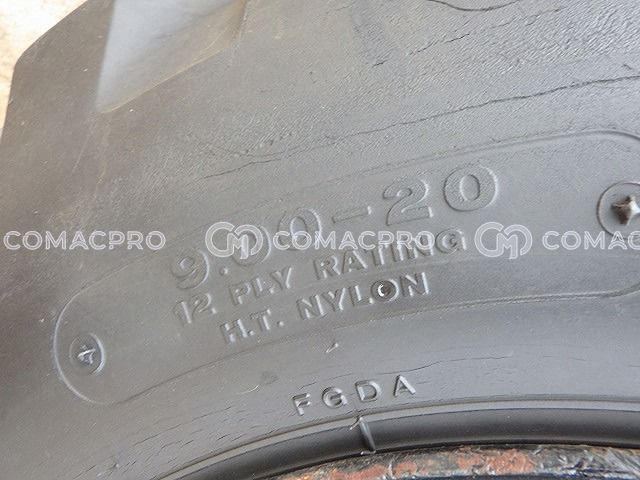 9.00-20
COMACPRO COMACPRO COMAC
12 PLY RATING
H.T. NYLON
FGDA